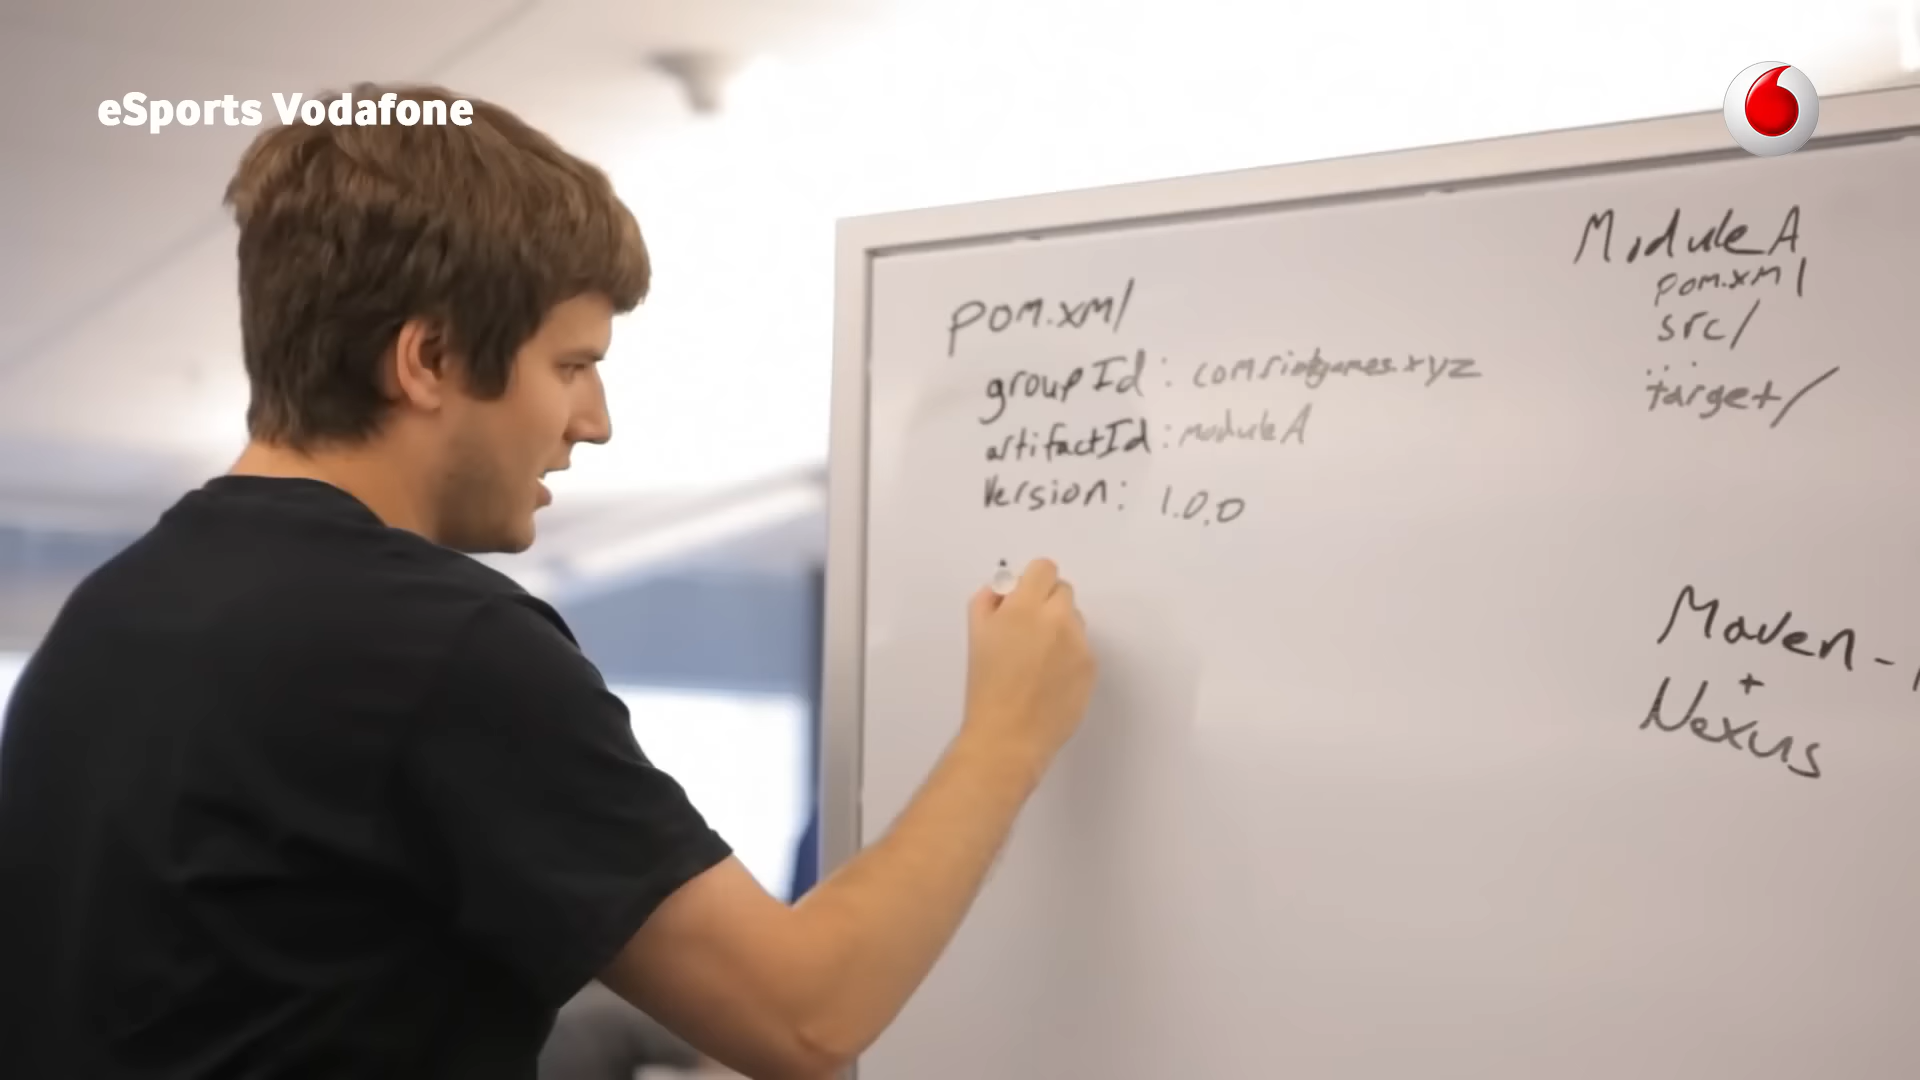 eSports Vodafone
pom.xml
groupId: com.riotgames.xyz
artifactId: moduleA
Version: 1.0.0
ModuleA
pom.xml
src/
...
target/
Maven -
+
Nexus